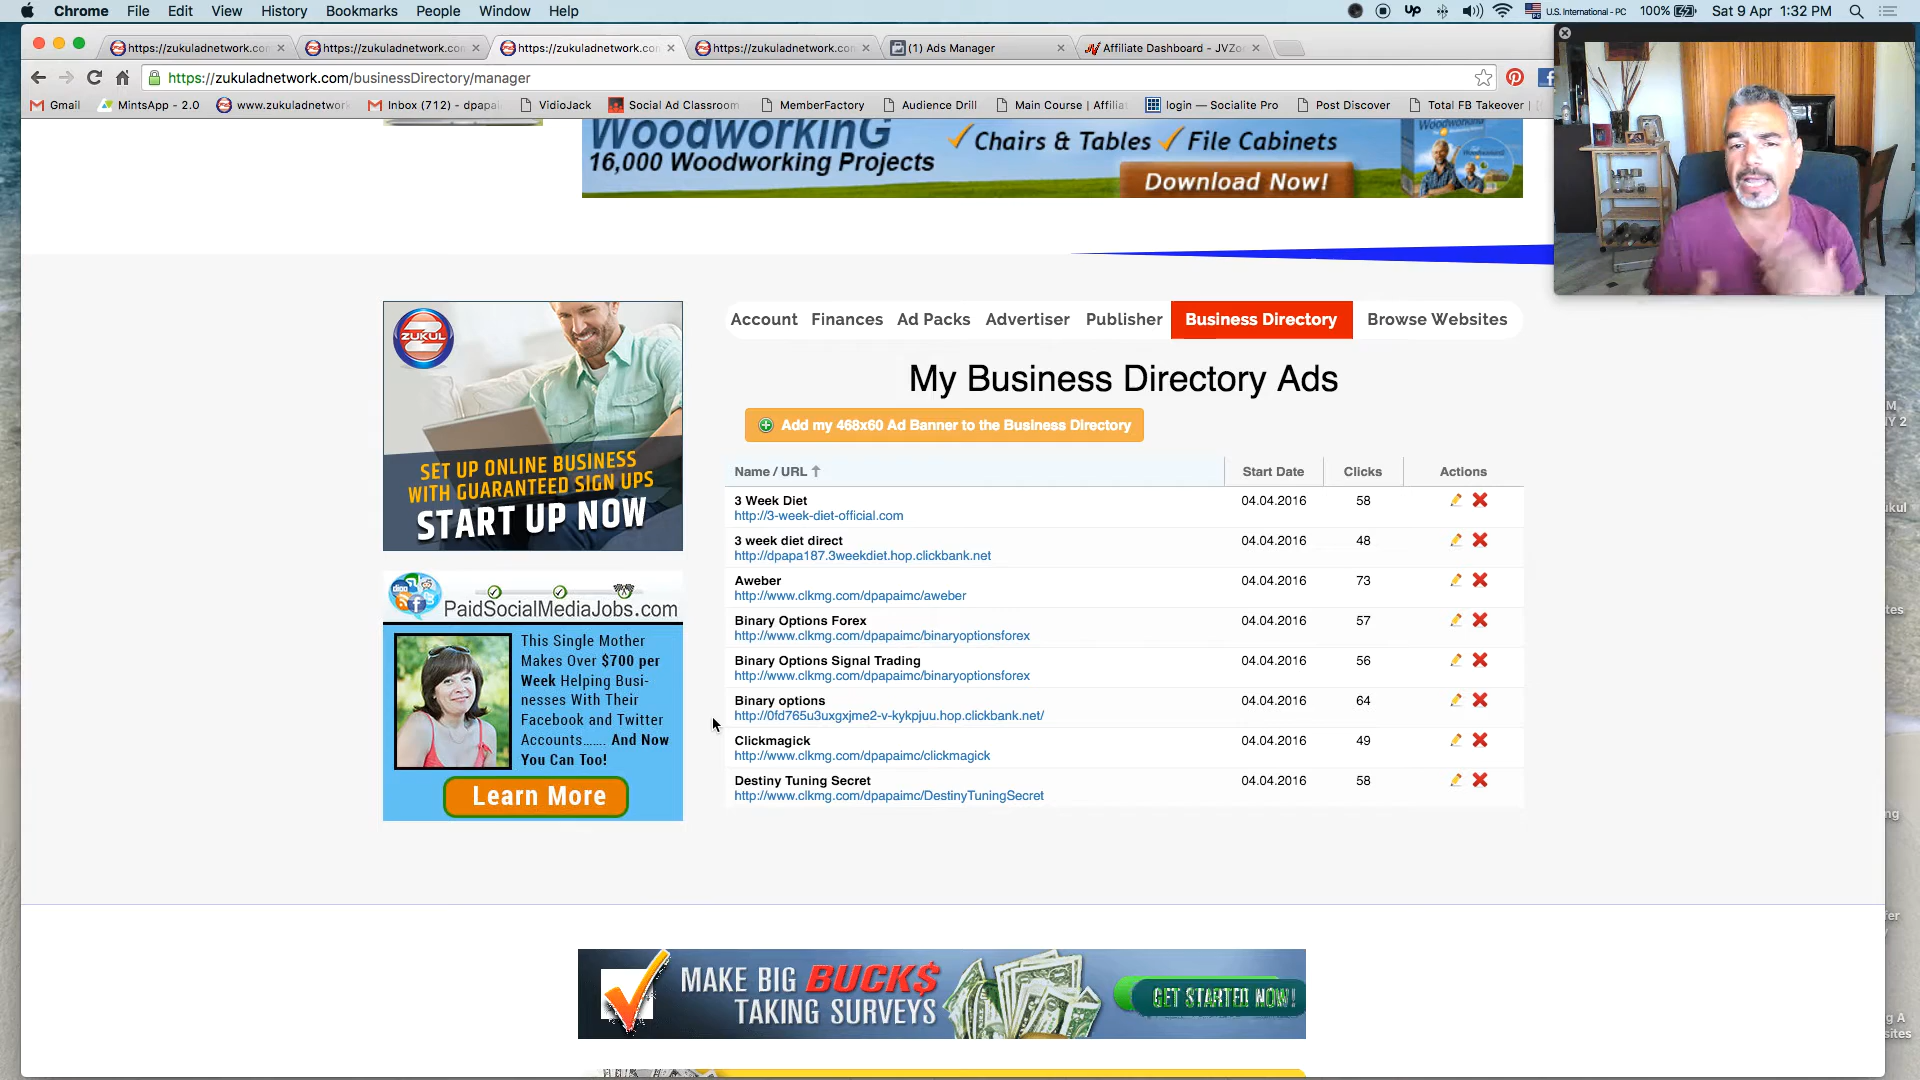 Chrome File Edit View History Bookmarks People Window Help UP U.S. International - PC 100% Sat 9 Apr 1:32 PM
https://zukuladnetwork.co https://zukuladnetwork.co https://zukuladnetwork.co https://zukuladnetwork.co (1) Ads Manager Affiliate Dashboard - JVZo
https://zukuladnetwork.com/businessDirectory/manager
Gmail MintsApp - 2.0 www.zukuladnetwor Inbox (712) - dpapa VidioJack Social Ad Classroom MemberFactory Audience Drill Main Course | Affilia login — Socialite Pro Post Discover Total FB Takeover |
WoodworkinG
16,000 Woodworking Projects
Chairs & Tables File Cabinets
Download Now!
ZUKUL
SET UP ONLINE BUSINESS
WITH GUARANTEED SIGN UPS
START UP NOW
Account Finances Ad Packs Advertiser Publisher Business Directory Browse Websites
My Business Directory Ads
Add my 468x60 Ad Banner to the Business Directory
Name / URL Start Date Clicks Actions
3 Week Diet 04.04.2016 58
http://3-week-diet-official.com
3 week diet direct 04.04.2016 48
http://dpapa187.3weekdiet.hop.clickbank.net
Aweber 04.04.2016 73
http://www.clkmg.com/dpapaimc/aweber
Binary Options Forex 04.04.2016 57
http://www.clkmg.com/dpapaimc/binaryoptionsforex
Binary Options Signal Trading 04.04.2016 56
http://www.clkmg.com/dpapaimc/binaryoptionsforex
Binary options 04.04.2016 64
http://0fd765u3uxgxjme2-v-kykpjuu.hop.clickbank.net/
Clickmagick 04.04.2016 49
http://www.clkmg.com/dpapaimc/clickmagick
Destiny Tuning Secret 04.04.2016 58
http://www.clkmg.com/dpapaimc/DestinyTuningSecret
PaidSocialMediaJobs.com
This Single Mother
Makes Over $700 per
Week Helping Busi-
nesses With Their
Facebook and Twitter
Accounts....... And Now
You Can Too!
Learn More
MAKE BIG BUCK$
TAKING SURVEYS
GET STARTED NOW!